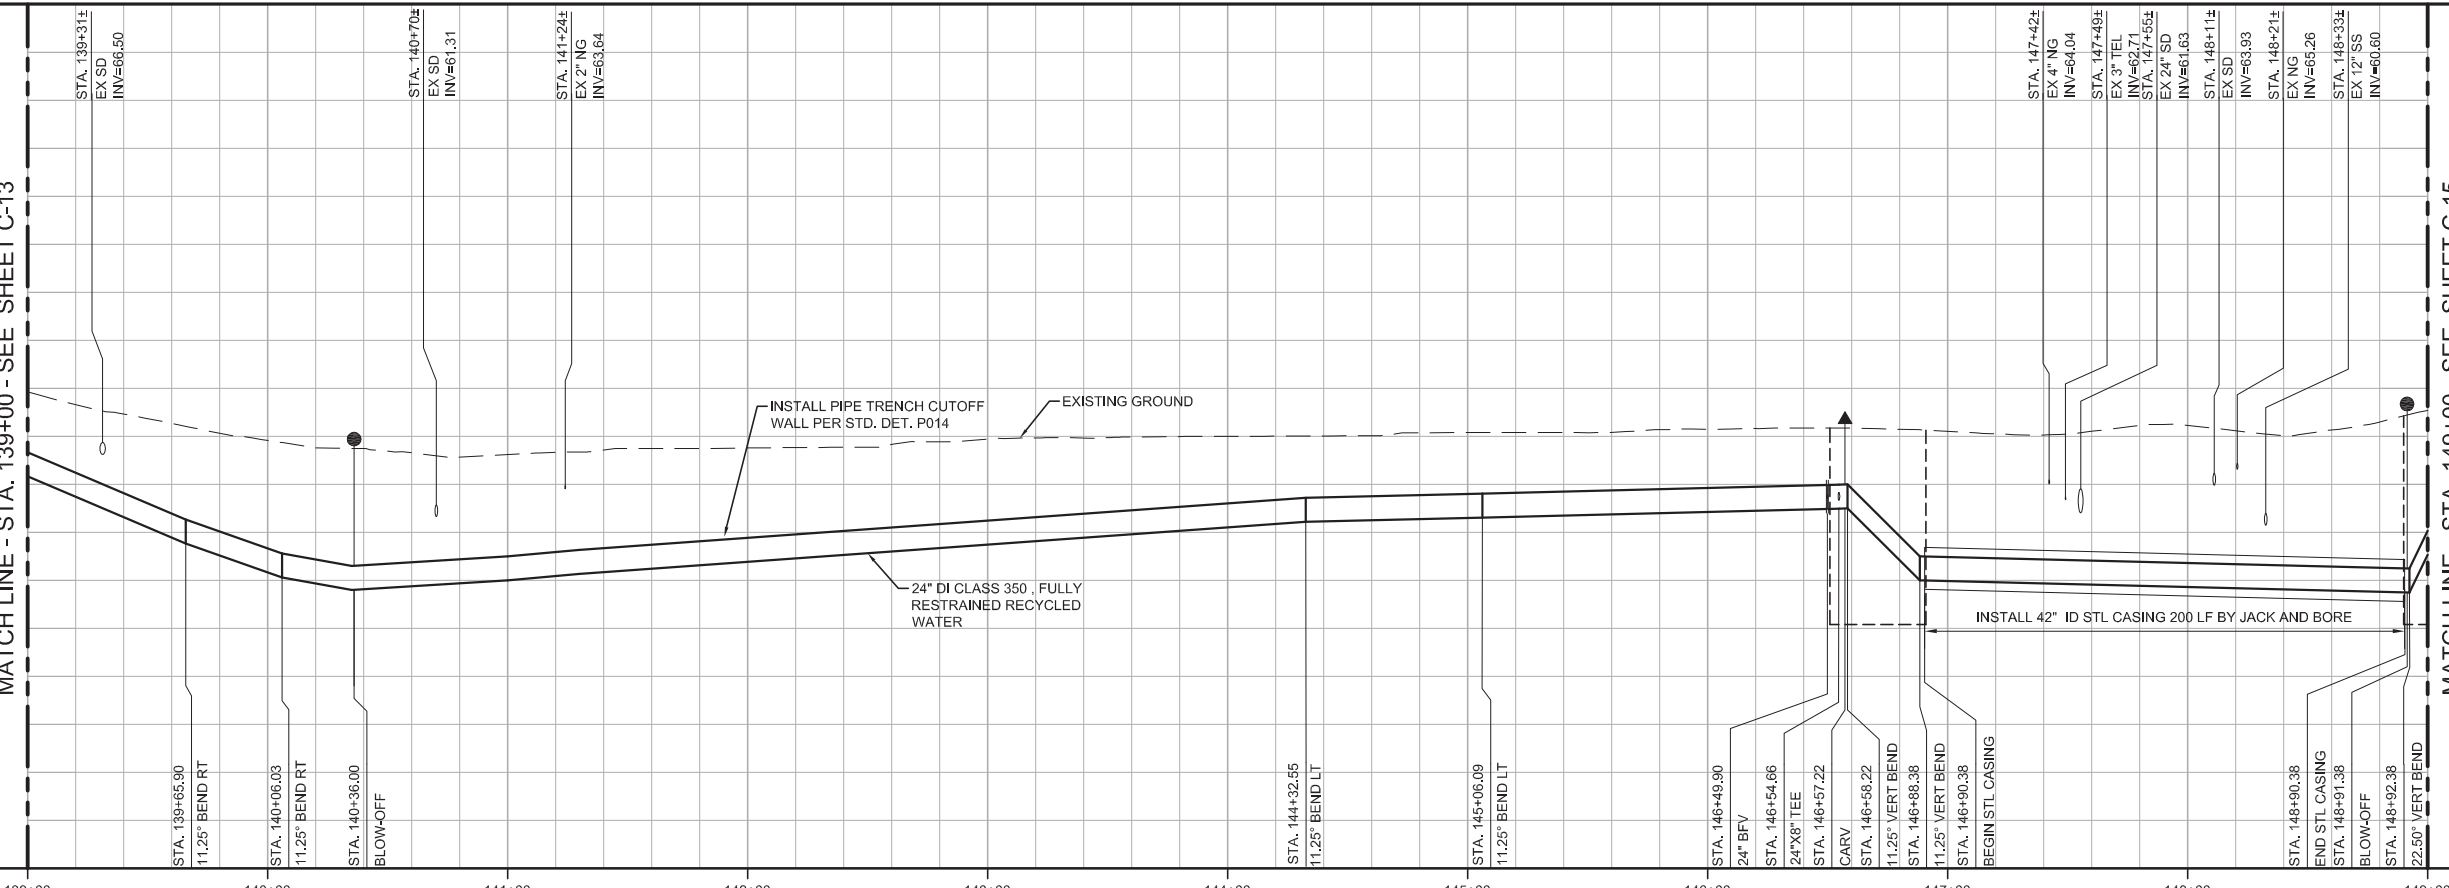 STA. 139+31±
EX SD
INV=66.50
STA. 140+70±
EX SD
INV=61.31
STA. 141+24±
EX 2" NG
INV=63.64
STA. 147+42±
EX 4" NG
INV=64.04
STA. 147+49±
EX 3" TEL
INV=62.71
STA. 147+55±
EX 24" SD
INV=61.63
STA. 148+11±
EX SD
INV=63.93
STA. 148+21±
EX NG
INV=65.26
STA. 148+33±
EX 12" SS
INV=60.60
MATCH LINE - STA. 139+00 - SEE SHEET C-13
INSTALL PIPE TRENCH CUTOFF
WALL PER STD. DET. P014
EXISTING GROUND
24" DI CLASS 350 , FULLY
RESTRAINED RECYCLED
WATER
INSTALL 42" ID STL CASING 200 LF BY JACK AND BORE
MATCH LINE - STA. 149+00 - SEE SHEET C-15
STA. 139+65.90
11.25° BEND RT
STA. 140+06.03
11.25° BEND RT
STA. 140+36.00
BLOW-OFF
STA. 144+32.55
11.25° BEND LT
STA. 145+06.09
11.25° BEND LT
STA. 146+49.90
24" BFV
STA. 146+54.66
24"X8" TEE
STA. 146+57.22
CARV
STA. 146+58.22
11.25° VERT BEND
STA. 146+88.38
11.25° VERT BEND
STA. 146+90.38
BEGIN STL CASING
STA. 148+90.38
END STL CASING
STA. 148+91.38
BLOW-OFF
STA. 148+92.38
22.50° VERT BEND